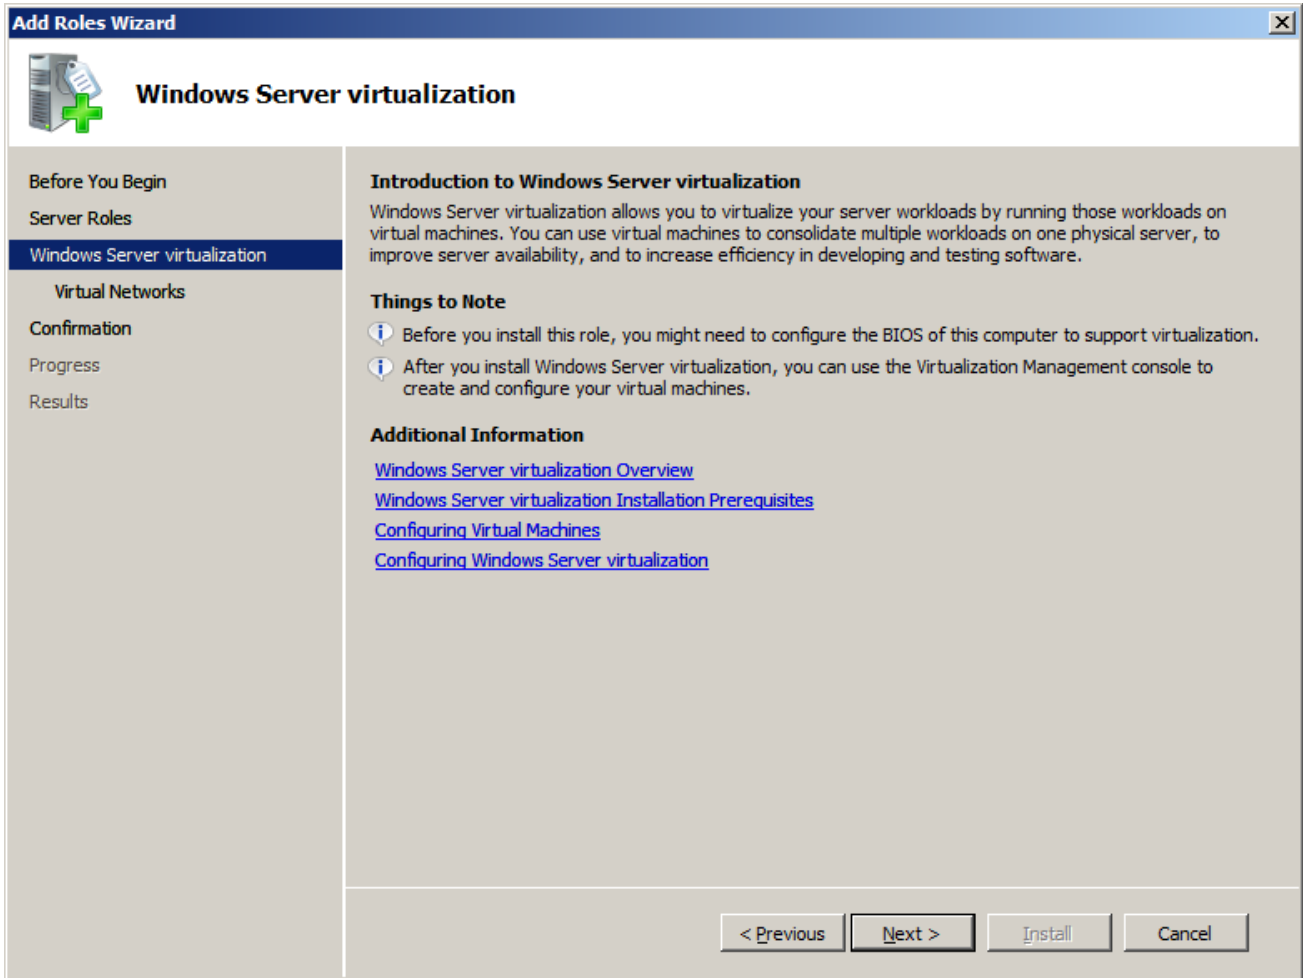 Add Roles Wizard
Windows Server virtualization
Before You Begin
Server Roles
Windows Server virtualization
Virtual Networks
Confirmation
Progress
Results
Introduction to Windows Server virtualization
Windows Server virtualization allows you to virtualize your server workloads by running those workloads on
virtual machines. You can use virtual machines to consolidate multiple workloads on one physical server, to
improve server availability, and to increase efficiency in developing and testing software.
Things to Note
Before you install this role, you might need to configure the BIOS of this computer to support virtualization.
After you install Windows Server virtualization, you can use the Virtualization Management console to
create and configure your virtual machines.
Additional Information
Windows Server virtualization Overview
Windows Server virtualization Installation Prerequisites
Configuring Virtual Machines
Configuring Windows Server virtualization
< Previous Next > Install Cancel